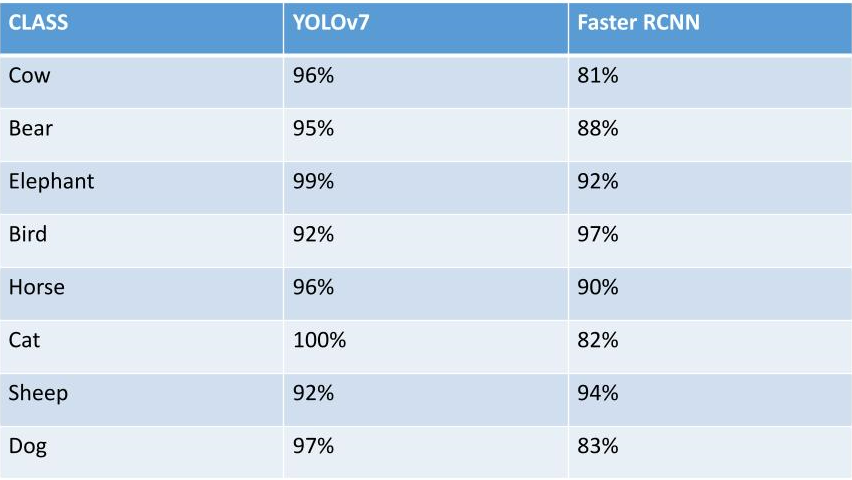 CLASS YOLOv7 Faster RCNN
Cow 96% 81%
Bear 95% 88%
Elephant 99% 92%
Bird 92% 97%
Horse 96% 90%
Cat 100% 82%
Sheep 92% 94%
Dog 97% 83%